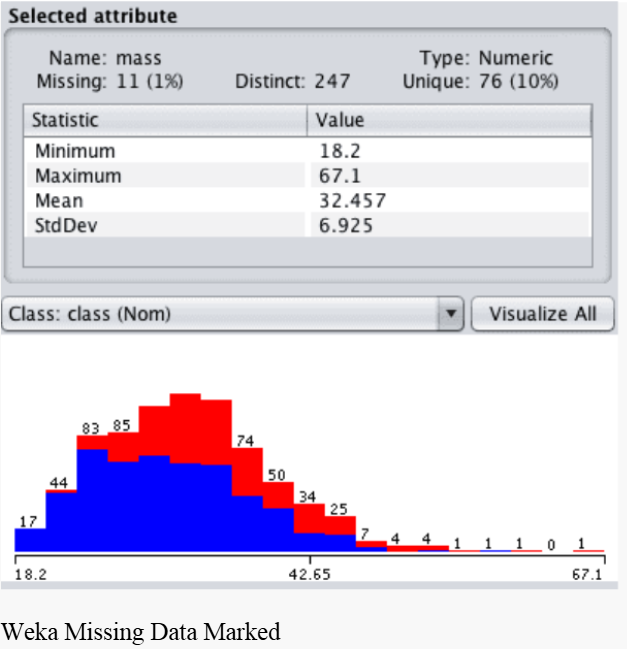 Selected attribute
Name: mass Type: Numeric
Missing: 11 (1%) Distinct: 247 Unique: 76 (10%)
Statistic Value
Minimum 18.2
Maximum 67.1
Mean 32.457
StdDev 6.925
Class: class (Nom) Visualize All
17 44 83 85 74 50 34 25 7 4 4 1 1 1 0 1
18.2 42.65 67.1
Weka Missing Data Marked